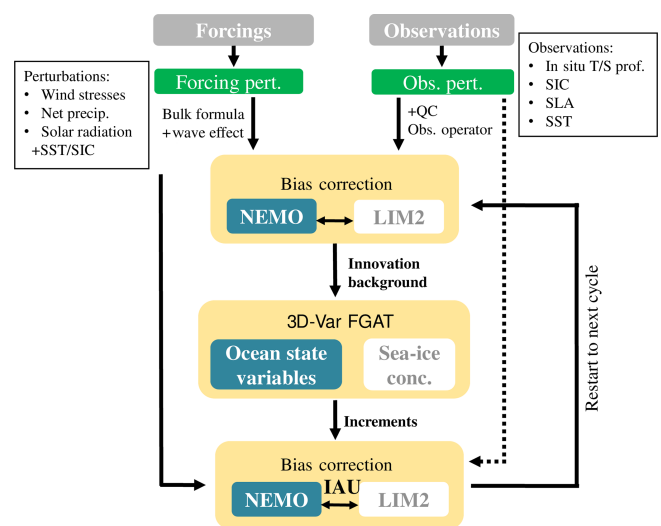 Forcings
Observations
Forcing pert.
Obs. pert.
Perturbations:
• Wind stresses
• Net precip.
• Solar radiation
+SST/SIC
Observations:
• In situ T/S prof.
• SIC
• SLA
• SST
Bulk formula
+wave effect
+QC
Obs. operator
Bias correction
NEMO
LIM2
Innovation
background
3D-Var FGAT
Ocean state
variables
Sea-ice
conc.
Increments
Bias correction
IAU
NEMO
LIM2
Restart to next cycle